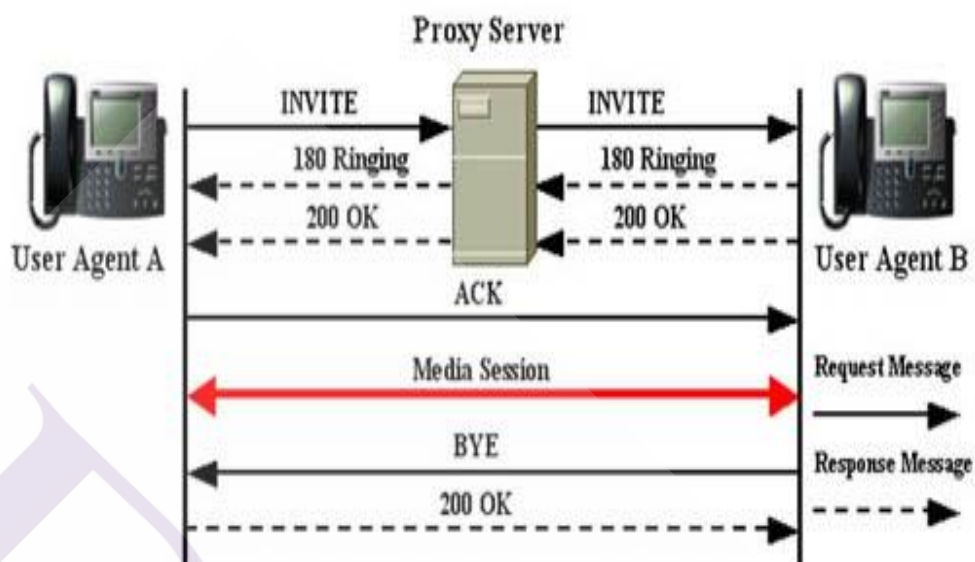 Proxy Server
INVITE INVITE
180 Ringing 180 Ringing
200 OK 200 OK
User Agent A User Agent B
ACK
Media Session
Request Message
BYE
Response Message
200 OK